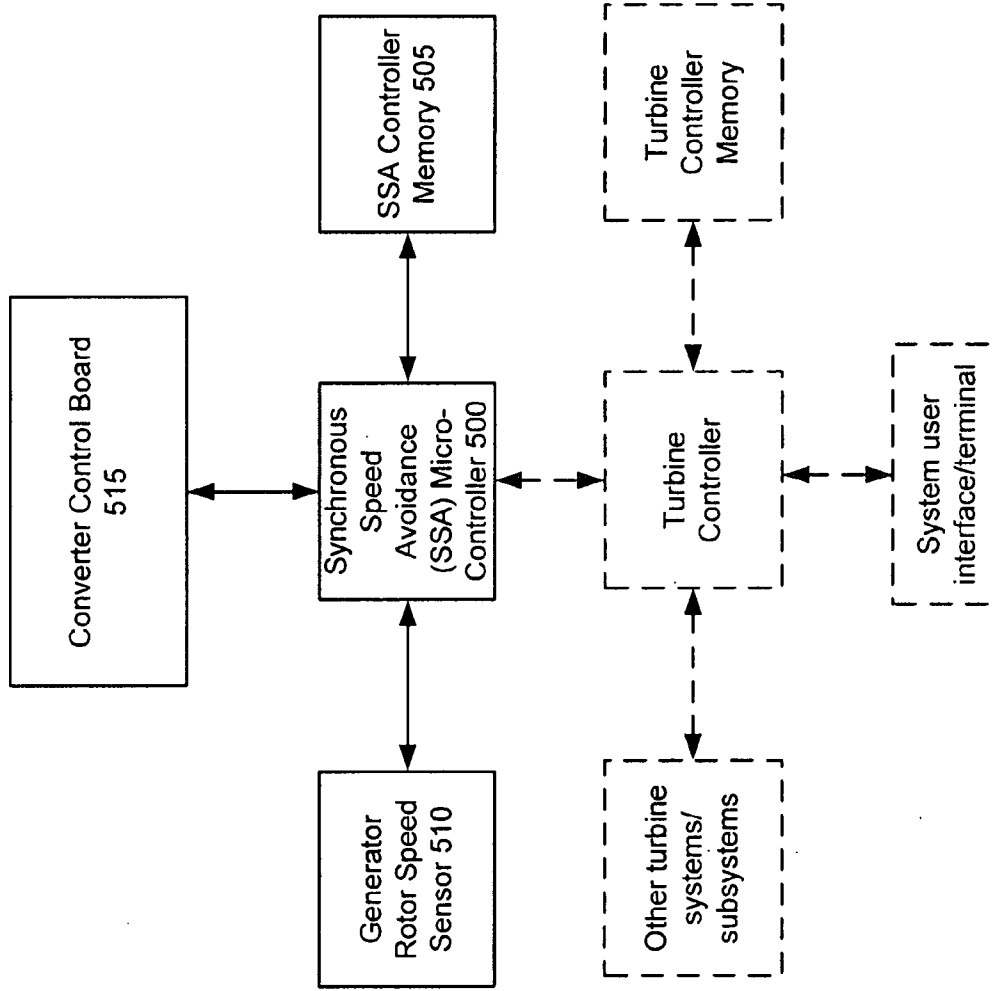 Converter Control Board
515
Generator
Rotor Speed
Sensor 510
Synchronous
Speed
Avoidance
(SSA) Micro-
Controller 500
SSA Controller
Memory 505
Other turbine
systems/
subsystems
Turbine
Controller
Turbine
Controller
Memory
System user
interface/terminal